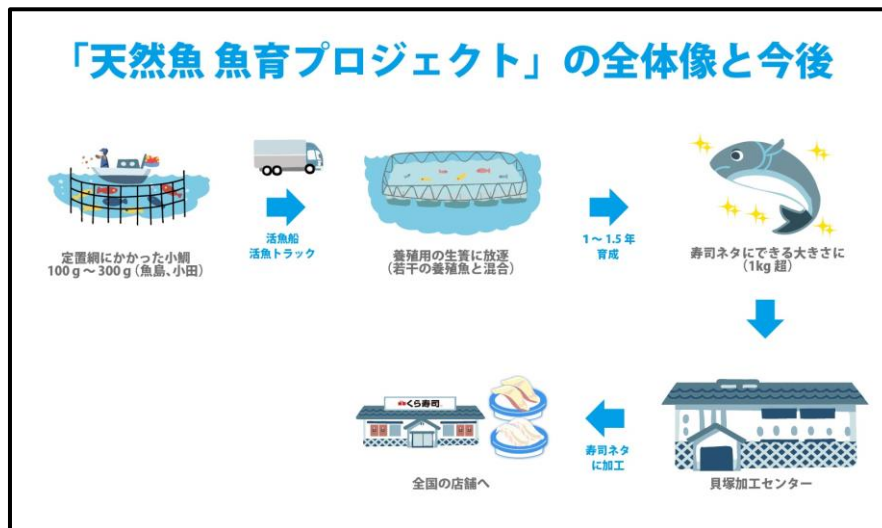 「天然魚 魚育プロジェクト」の全体像と今後
定置網にかかった小鯛
100g~300g(魚島、小田)
活魚船
活魚トラック
養殖用の生簀に放逐
(若干の養殖魚と混合)
1~1.5年
育成
寿司ネタにできる大きさに
(1kg超)
貝塚加工センター
寿司ネタ
に加工
くら寿司
全国の店舗へ